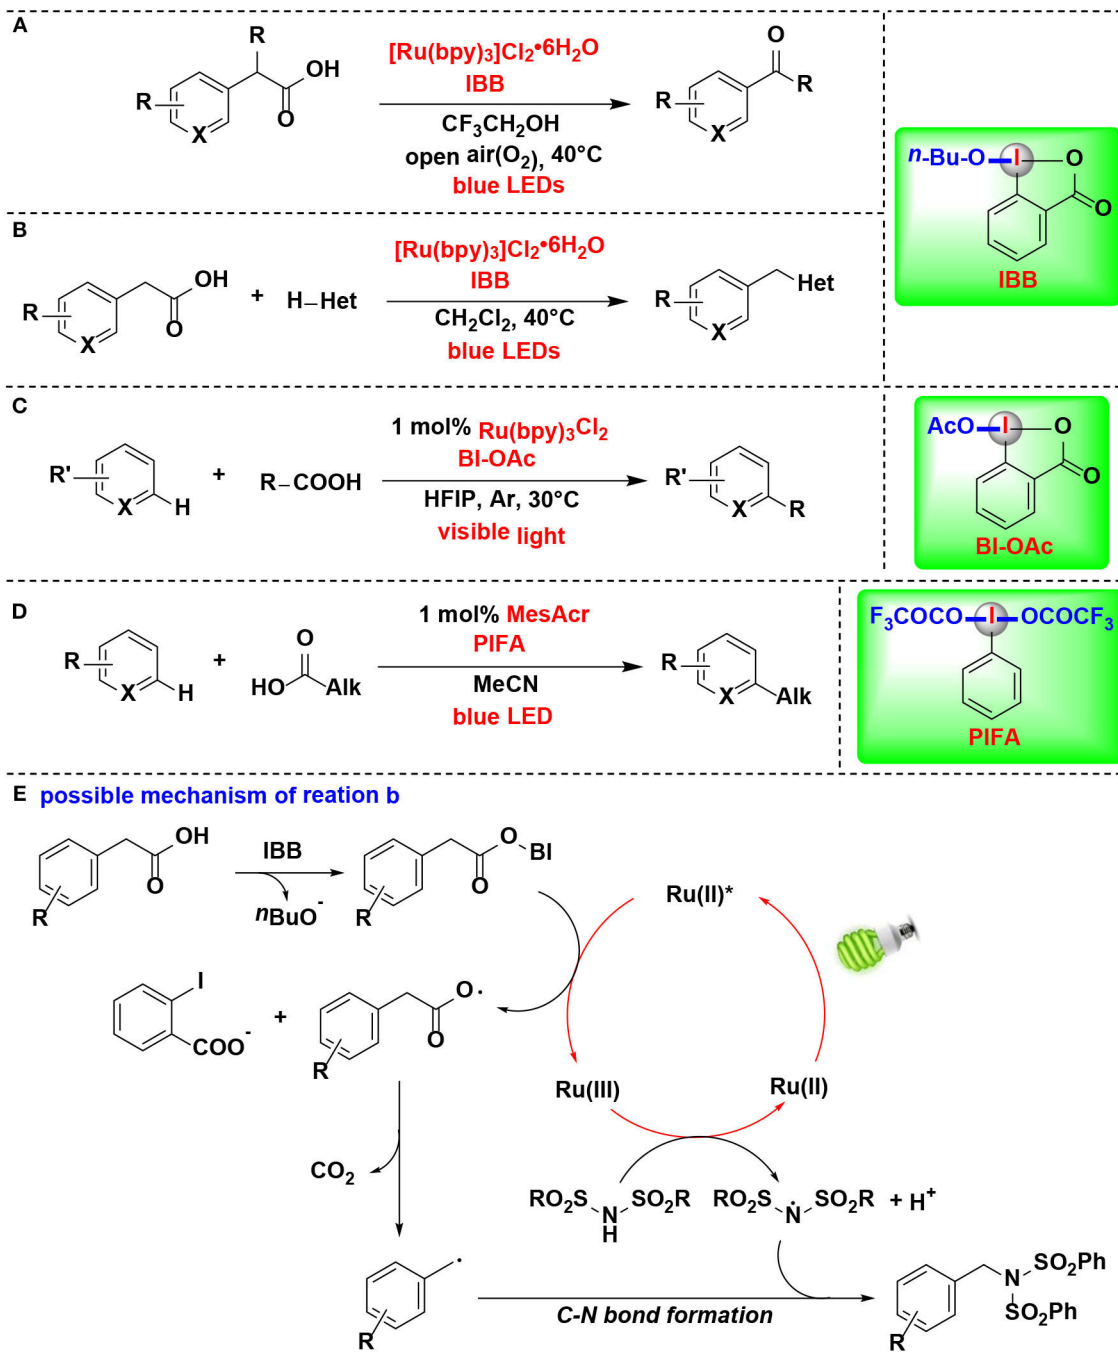 A
R
OH
O
R
X
[Ru(bpy)3]Cl2•6H2O
IBB
CF3CH2OH
open air(O2), 40°C
blue LEDs
O
R
R
X
n-Bu-O
I
O
O
IBB
B
R
OH
O
X
+
H–Het
[Ru(bpy)3]Cl2•6H2O
IBB
CH2Cl2, 40°C
blue LEDs
R
Het
X
C
R'
X
H
+
R–COOH
1 mol% Ru(bpy)3Cl2
BI-OAc
HFIP, Ar, 30°C
visible light
R'
X
R
AcO
I
O
O
BI-OAc
D
R
X
H
+
O
HO
Alk
1 mol% MesAcr
PIFA
MeCN
blue LED
R
X
Alk
F3COCO
I
OCOCF3
PIFA
E possible mechanism of reation b
OH
O
R
IBB
nBuO-
O
BI
O
R
Ru(II)*
I
COO-
+
O·
O
R
Ru(III)
Ru(II)
CO2
RO2S
N
H
SO2R
RO2S
N
SO2R
+ H+
R
C-N bond formation
N
SO2Ph
SO2Ph
R